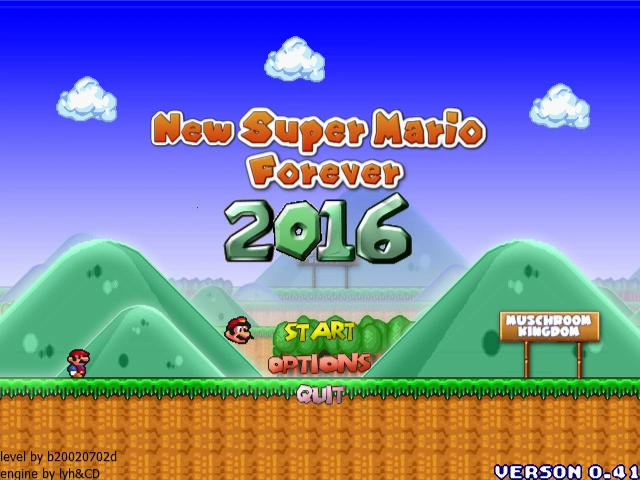 New Super Mario
Forever
2016
START
OPTIONS
QUIT
MUSCHROOM
KINGDOM
level by b20020702d
engine by lyh&CD
VERSON 0.41